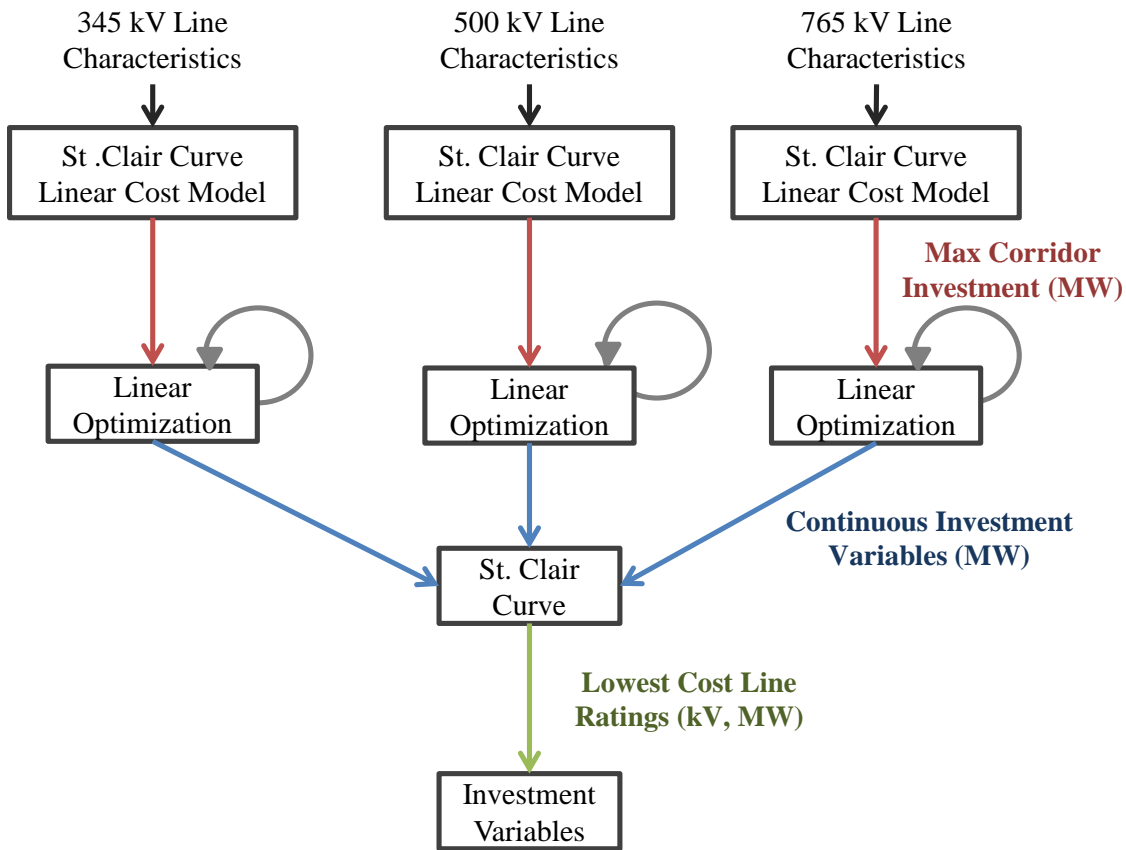 345 kV Line
Characteristics
500 kV Line
Characteristics
765 kV Line
Characteristics
St .Clair Curve
Linear Cost Model
St. Clair Curve
Linear Cost Model
St. Clair Curve
Linear Cost Model
Max Corridor
Investment (MW)
Linear
Optimization
Linear
Optimization
Linear
Optimization
Continuous Investment
Variables (MW)
St. Clair
Curve
Lowest Cost Line
Ratings (kV, MW)
Investment
Variables